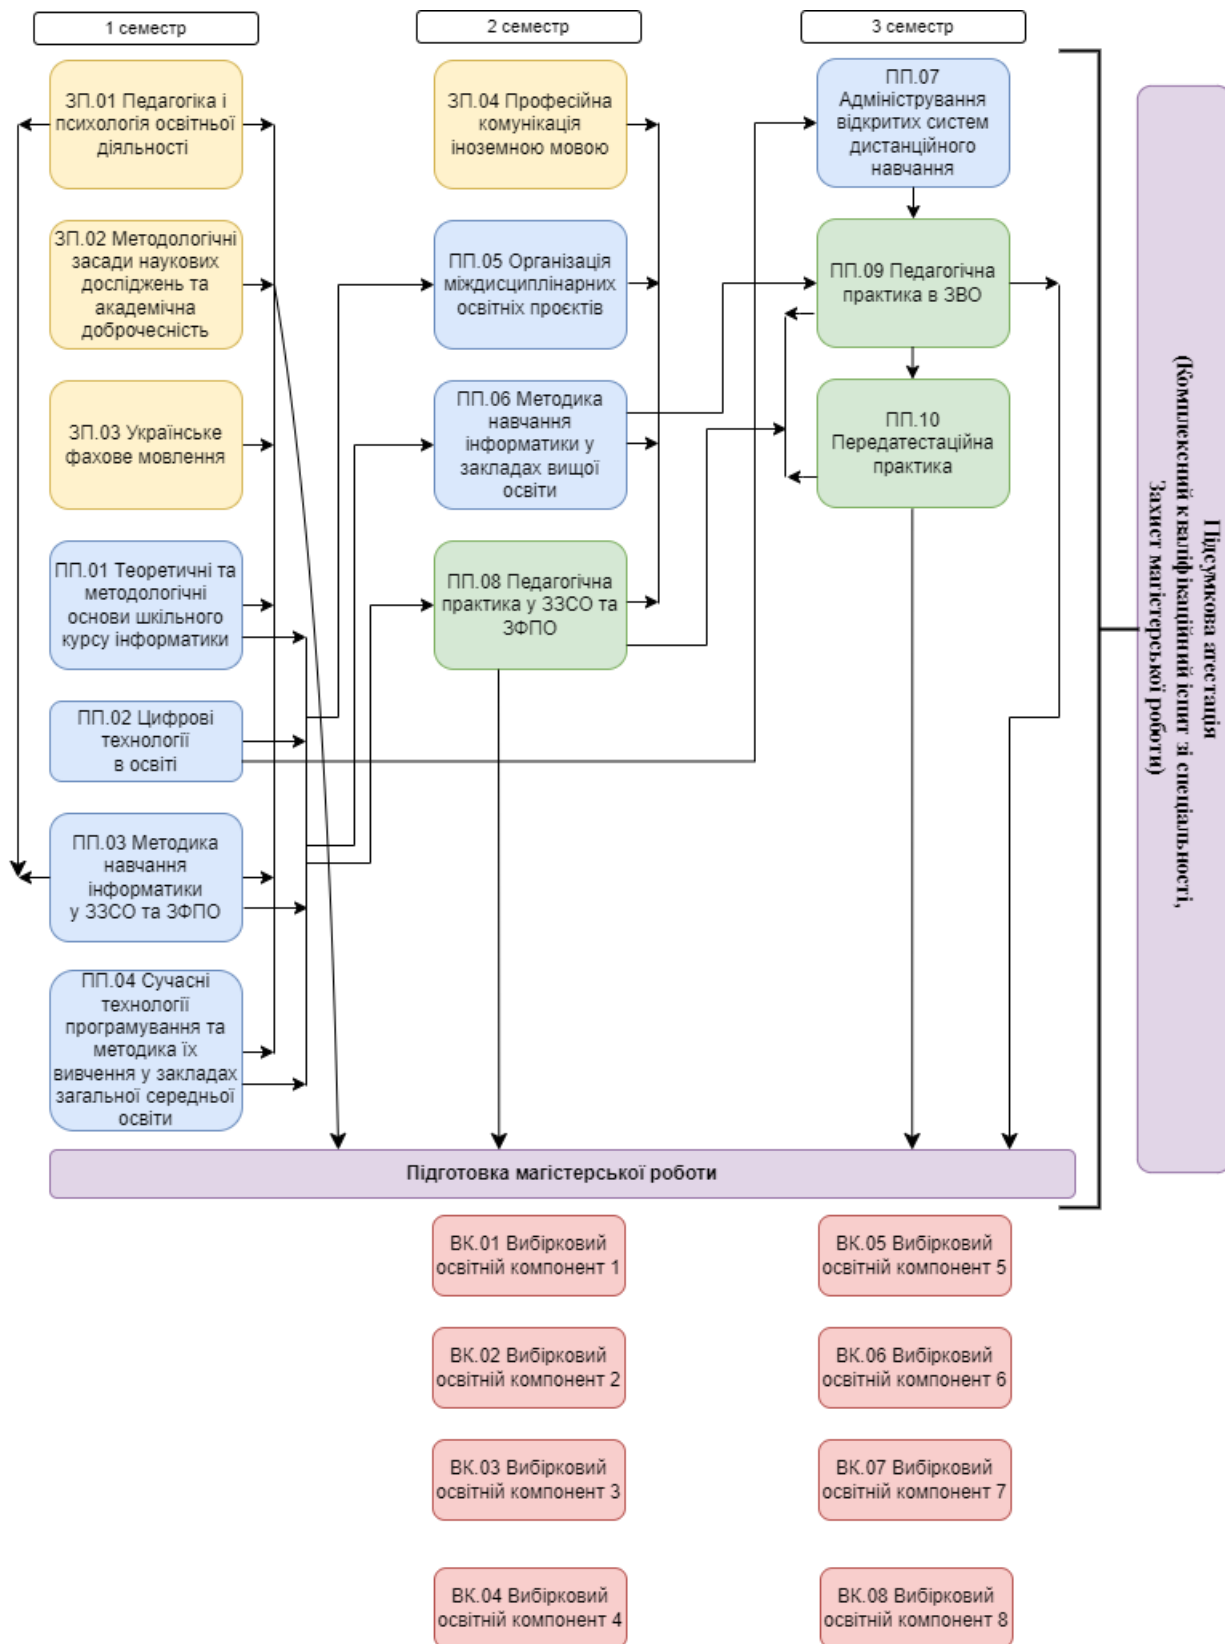 1 семестр
2 семестр
3 семестр
ЗП.01 Педагогіка і
психологія освітньої
діяльності
ЗП.02 Методологічні
засади наукових
досліджень та
академічна
доброчесність
ЗП.03 Українське
фахове мовлення
ПП.01 Теоретичні та
методологічні
основи шкільного
курсу інформатики
ПП.02 Цифрові
технології
в освіті
ПП.03 Методика
навчання
інформатики
у ЗЗСО та ЗФПО
ПП.04 Сучасні
технології
програмування та
методика їх
вивчення у закладах
загальної середньої
освіти
ЗП.04 Професійна
комунікація
іноземною мовою
ПП.05 Організація
міждисциплінарних
освітніх проєктів
ПП.06 Методика
навчання
інформатики у
закладах вищої
освіти
ПП.08 Педагогічна
практика у ЗЗСО та
ЗФПО
ПП.07
Адміністрування
відкритих систем
дистанційного
навчання
ПП.09 Педагогічна
практика в ЗВО
ПП.10
Передатестаційна
практика
Підсумкова атестація
(Комплексний кваліфікаційний іспит зі спеціальності,
Захист магістерської роботи)
Підготовка магістерської роботи
ВК.01 Вибірковий
освітній компонент 1
ВК.02 Вибірковий
освітній компонент 2
ВК.03 Вибірковий
освітній компонент 3
ВК.04 Вибірковий
освітній компонент 4
ВК.05 Вибірковий
освітній компонент 5
ВК.06 Вибірковий
освітній компонент 6
ВК.07 Вибірковий
освітній компонент 7
ВК.08 Вибірковий
освітній компонент 8